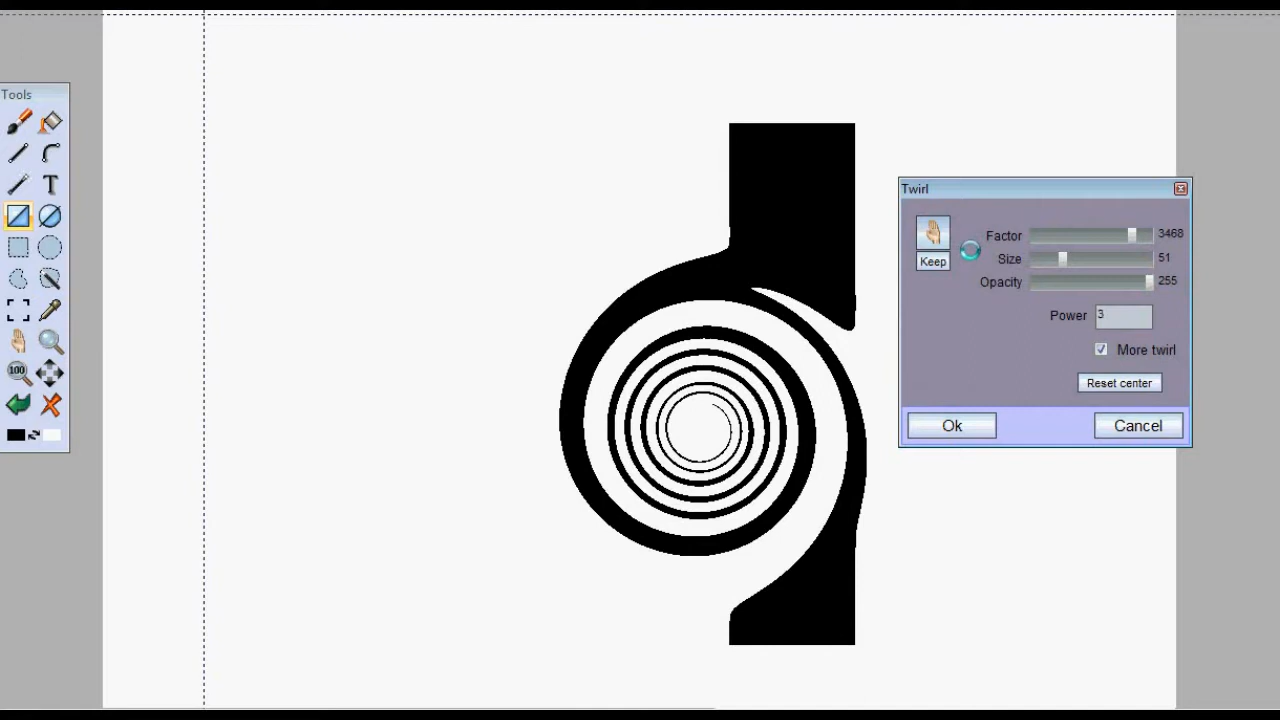 Tools
T
100
Twirl
Keep
Factor 3468
Size 51
Opacity 255
Power 3
More twirl
Reset center
Ok Cancel